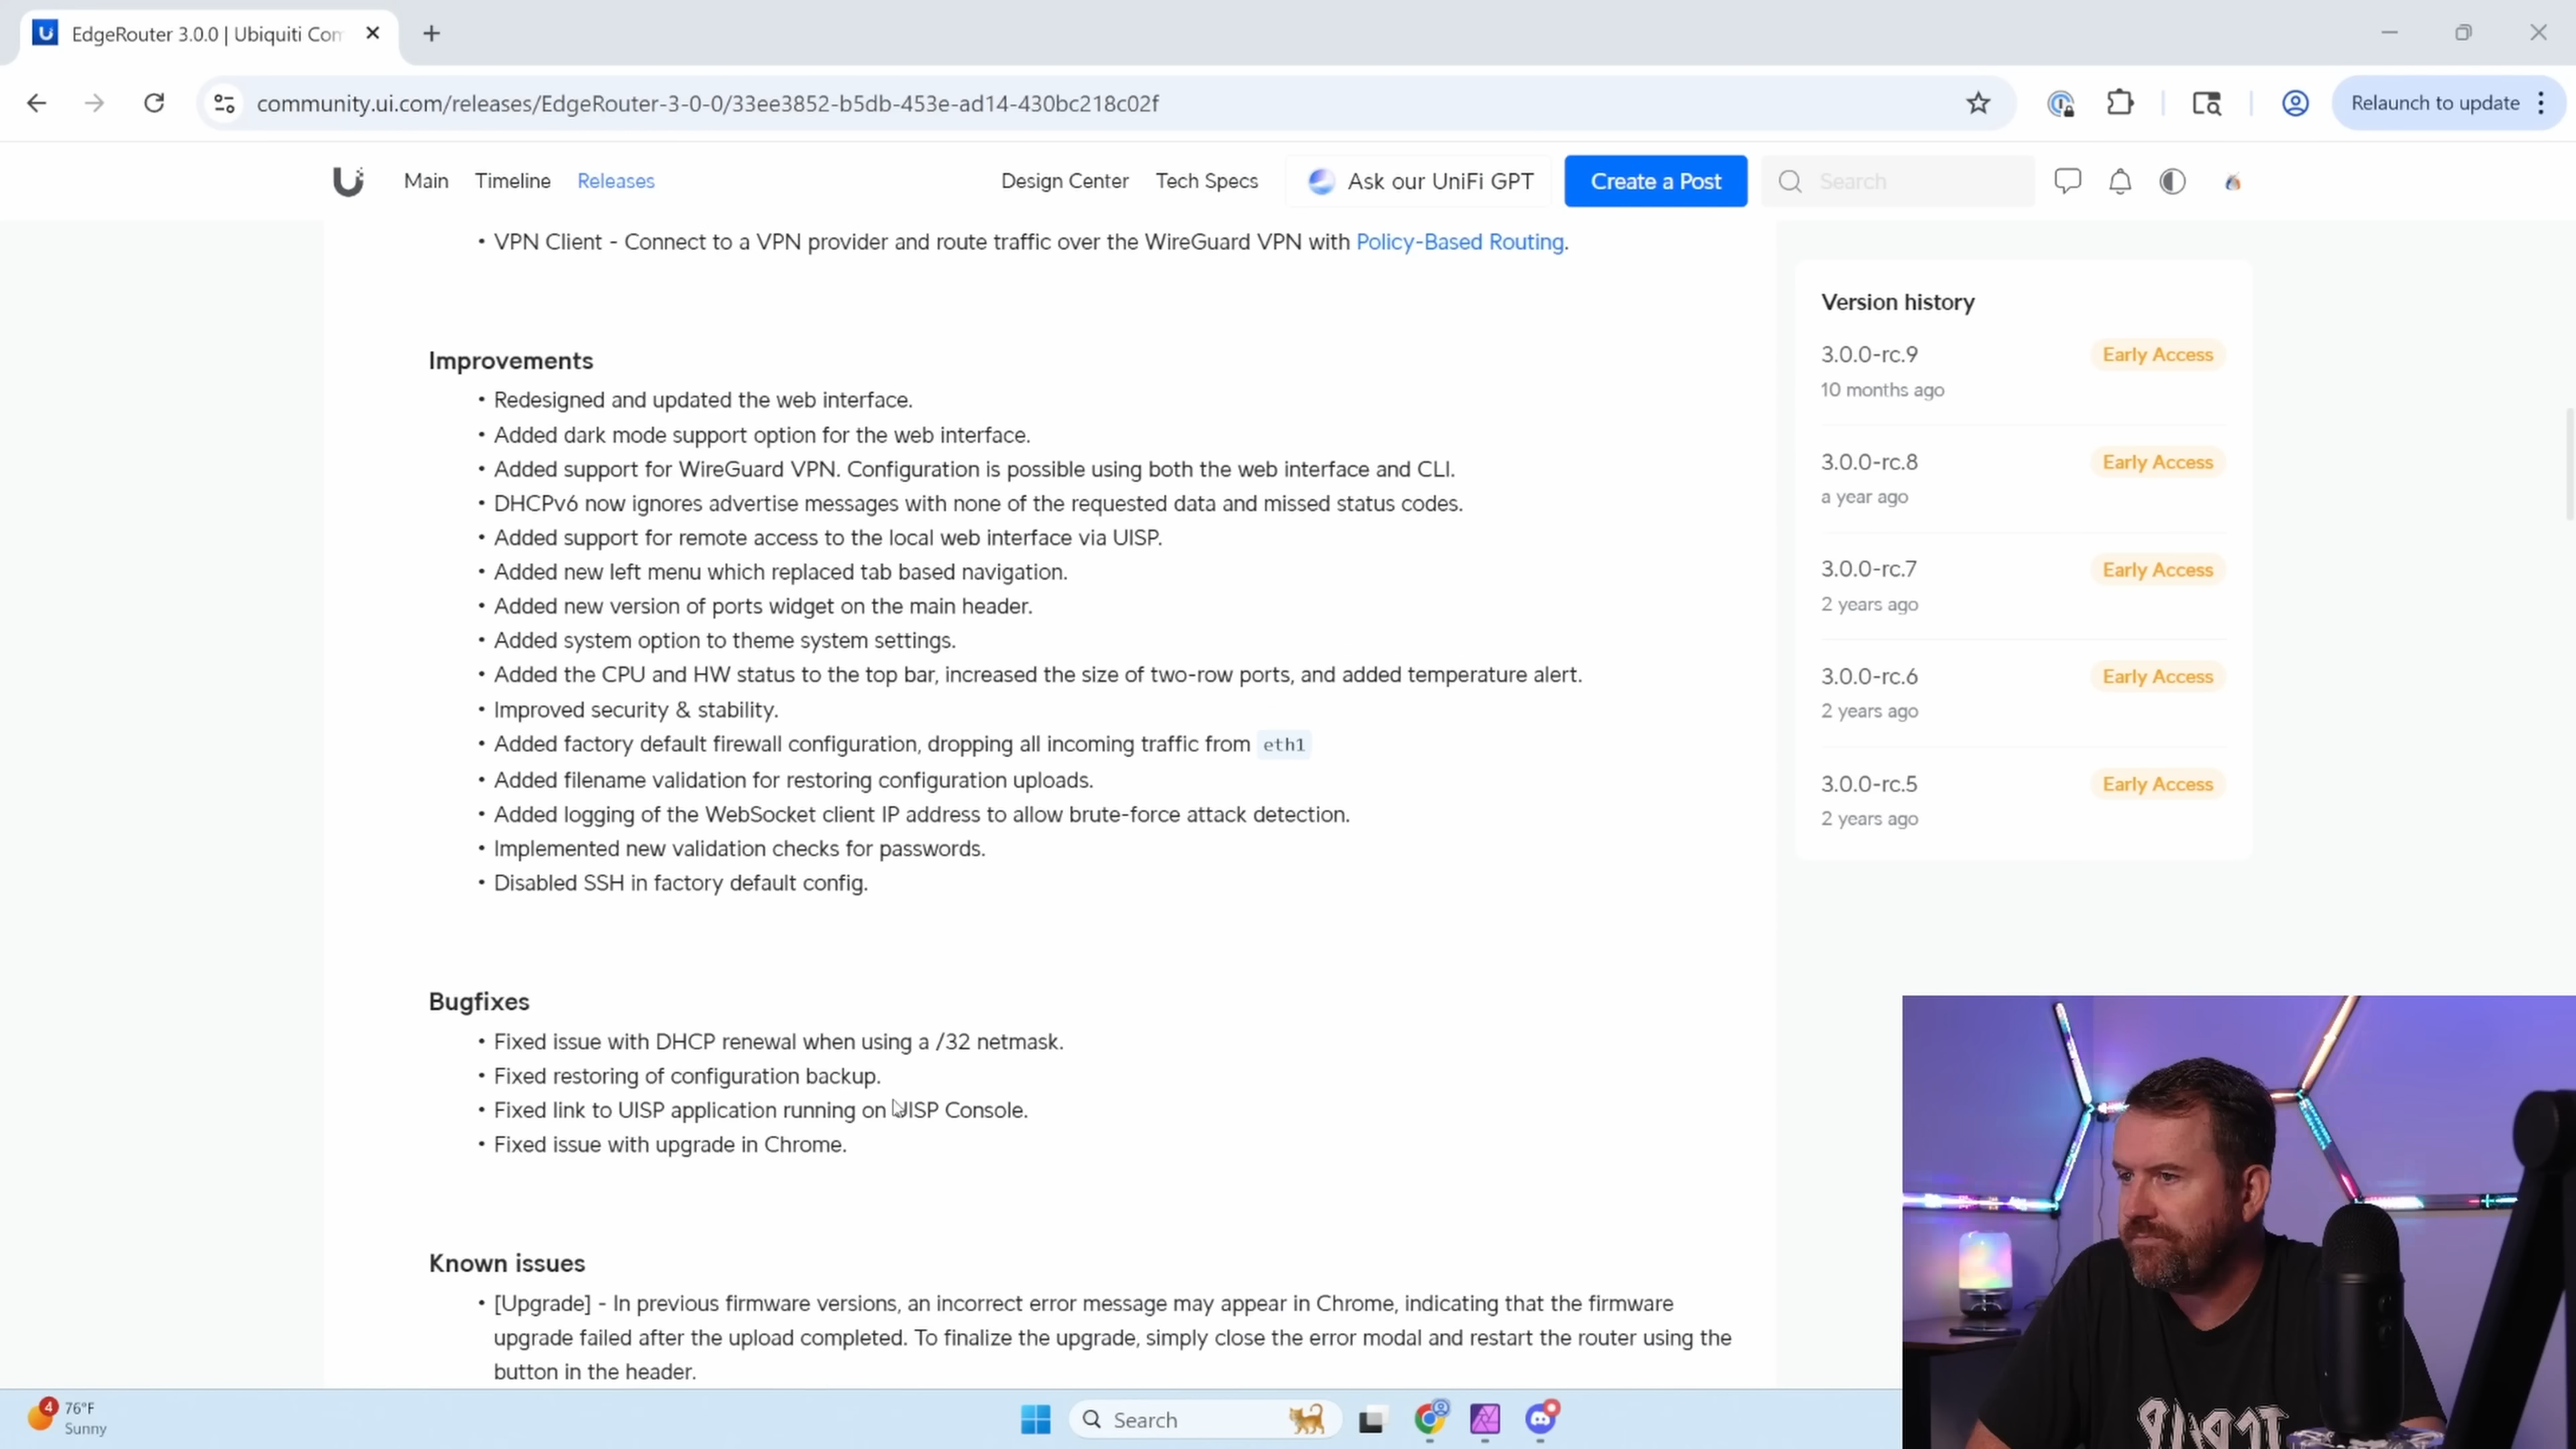 EdgeRouter 3.0.0 | Ubiquiti Com
community.ui.com/releases/EdgeRouter-3-0-0/33ee3852-b5db-453e-ad14-430bc218c02f
Relaunch to update
Main Timeline Releases
Design Center Tech Specs Ask our UniFi GPT Create a Post Search
• VPN Client - Connect to a VPN provider and route traffic over the WireGuard VPN with Policy-Based Routing.
Improvements
• Redesigned and updated the web interface.
• Added dark mode support option for the web interface.
• Added support for WireGuard VPN. Configuration is possible using both the web interface and CLI.
• DHCPv6 now ignores advertise messages with none of the requested data and missed status codes.
• Added support for remote access to the local web interface via UISP.
• Added new left menu which replaced tab based navigation.
• Added new version of ports widget on the main header.
• Added system option to theme system settings.
• Added the CPU and HW status to the top bar, increased the size of two-row ports, and added temperature alert.
• Improved security & stability.
• Added factory default firewall configuration, dropping all incoming traffic from eth1
• Added filename validation for restoring configuration uploads.
• Added logging of the WebSocket client IP address to allow brute-force attack detection.
• Implemented new validation checks for passwords.
• Disabled SSH in factory default config.
Bugfixes
• Fixed issue with DHCP renewal when using a /32 netmask.
• Fixed restoring of configuration backup.
• Fixed link to UISP application running on UISP Console.
• Fixed issue with upgrade in Chrome.
Known issues
• [Upgrade] - In previous firmware versions, an incorrect error message may appear in Chrome, indicating that the firmware
upgrade failed after the upload completed. To finalize the upgrade, simply close the error modal and restart the router using the
button in the header.
Version history
3.0.0-rc.9 Early Access
10 months ago
3.0.0-rc.8 Early Access
a year ago
3.0.0-rc.7 Early Access
2 years ago
3.0.0-rc.6 Early Access
2 years ago
3.0.0-rc.5 Early Access
2 years ago
4
76°F
Sunny
Search